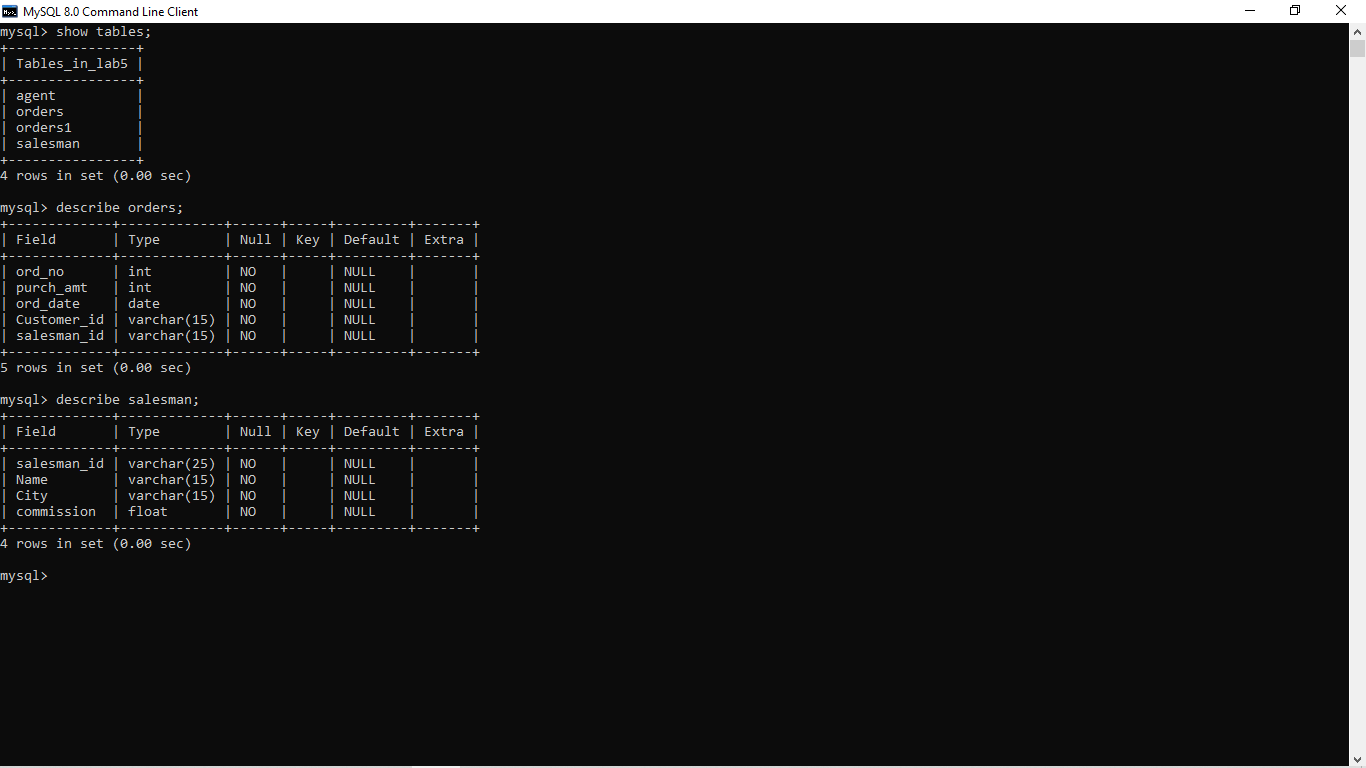 MySQL 8.0 Command Line Client
mysql> show tables;
+----------------+
| Tables_in_lab5 |
+----------------+
| agent          |
| orders         |
| orders1        |
| salesman       |
+----------------+
4 rows in set (0.00 sec)
mysql> describe orders;
+-------------+-------------+------+-----+---------+-------+
| Field       | Type        | Null | Key | Default | Extra |
+-------------+-------------+------+-----+---------+-------+
| ord_no      | int         | NO   |     | NULL    |       |
| purch_amt   | int         | NO   |     | NULL    |       |
| ord_date    | date        | NO   |     | NULL    |       |
| Customer_id | varchar(15) | NO   |     | NULL    |       |
| salesman_id | varchar(15) | NO   |     | NULL    |       |
+-------------+-------------+------+-----+---------+-------+
5 rows in set (0.00 sec)
mysql> describe salesman;
+-------------+-------------+------+-----+---------+-------+
| Field       | Type        | Null | Key | Default | Extra |
+-------------+-------------+------+-----+---------+-------+
| salesman_id | varchar(25) | NO   |     | NULL    |       |
| Name        | varchar(15) | NO   |     | NULL    |       |
| City        | varchar(15) | NO   |     | NULL    |       |
| commission  | float       | NO   |     | NULL    |       |
+-------------+-------------+------+-----+---------+-------+
4 rows in set (0.00 sec)
mysql>